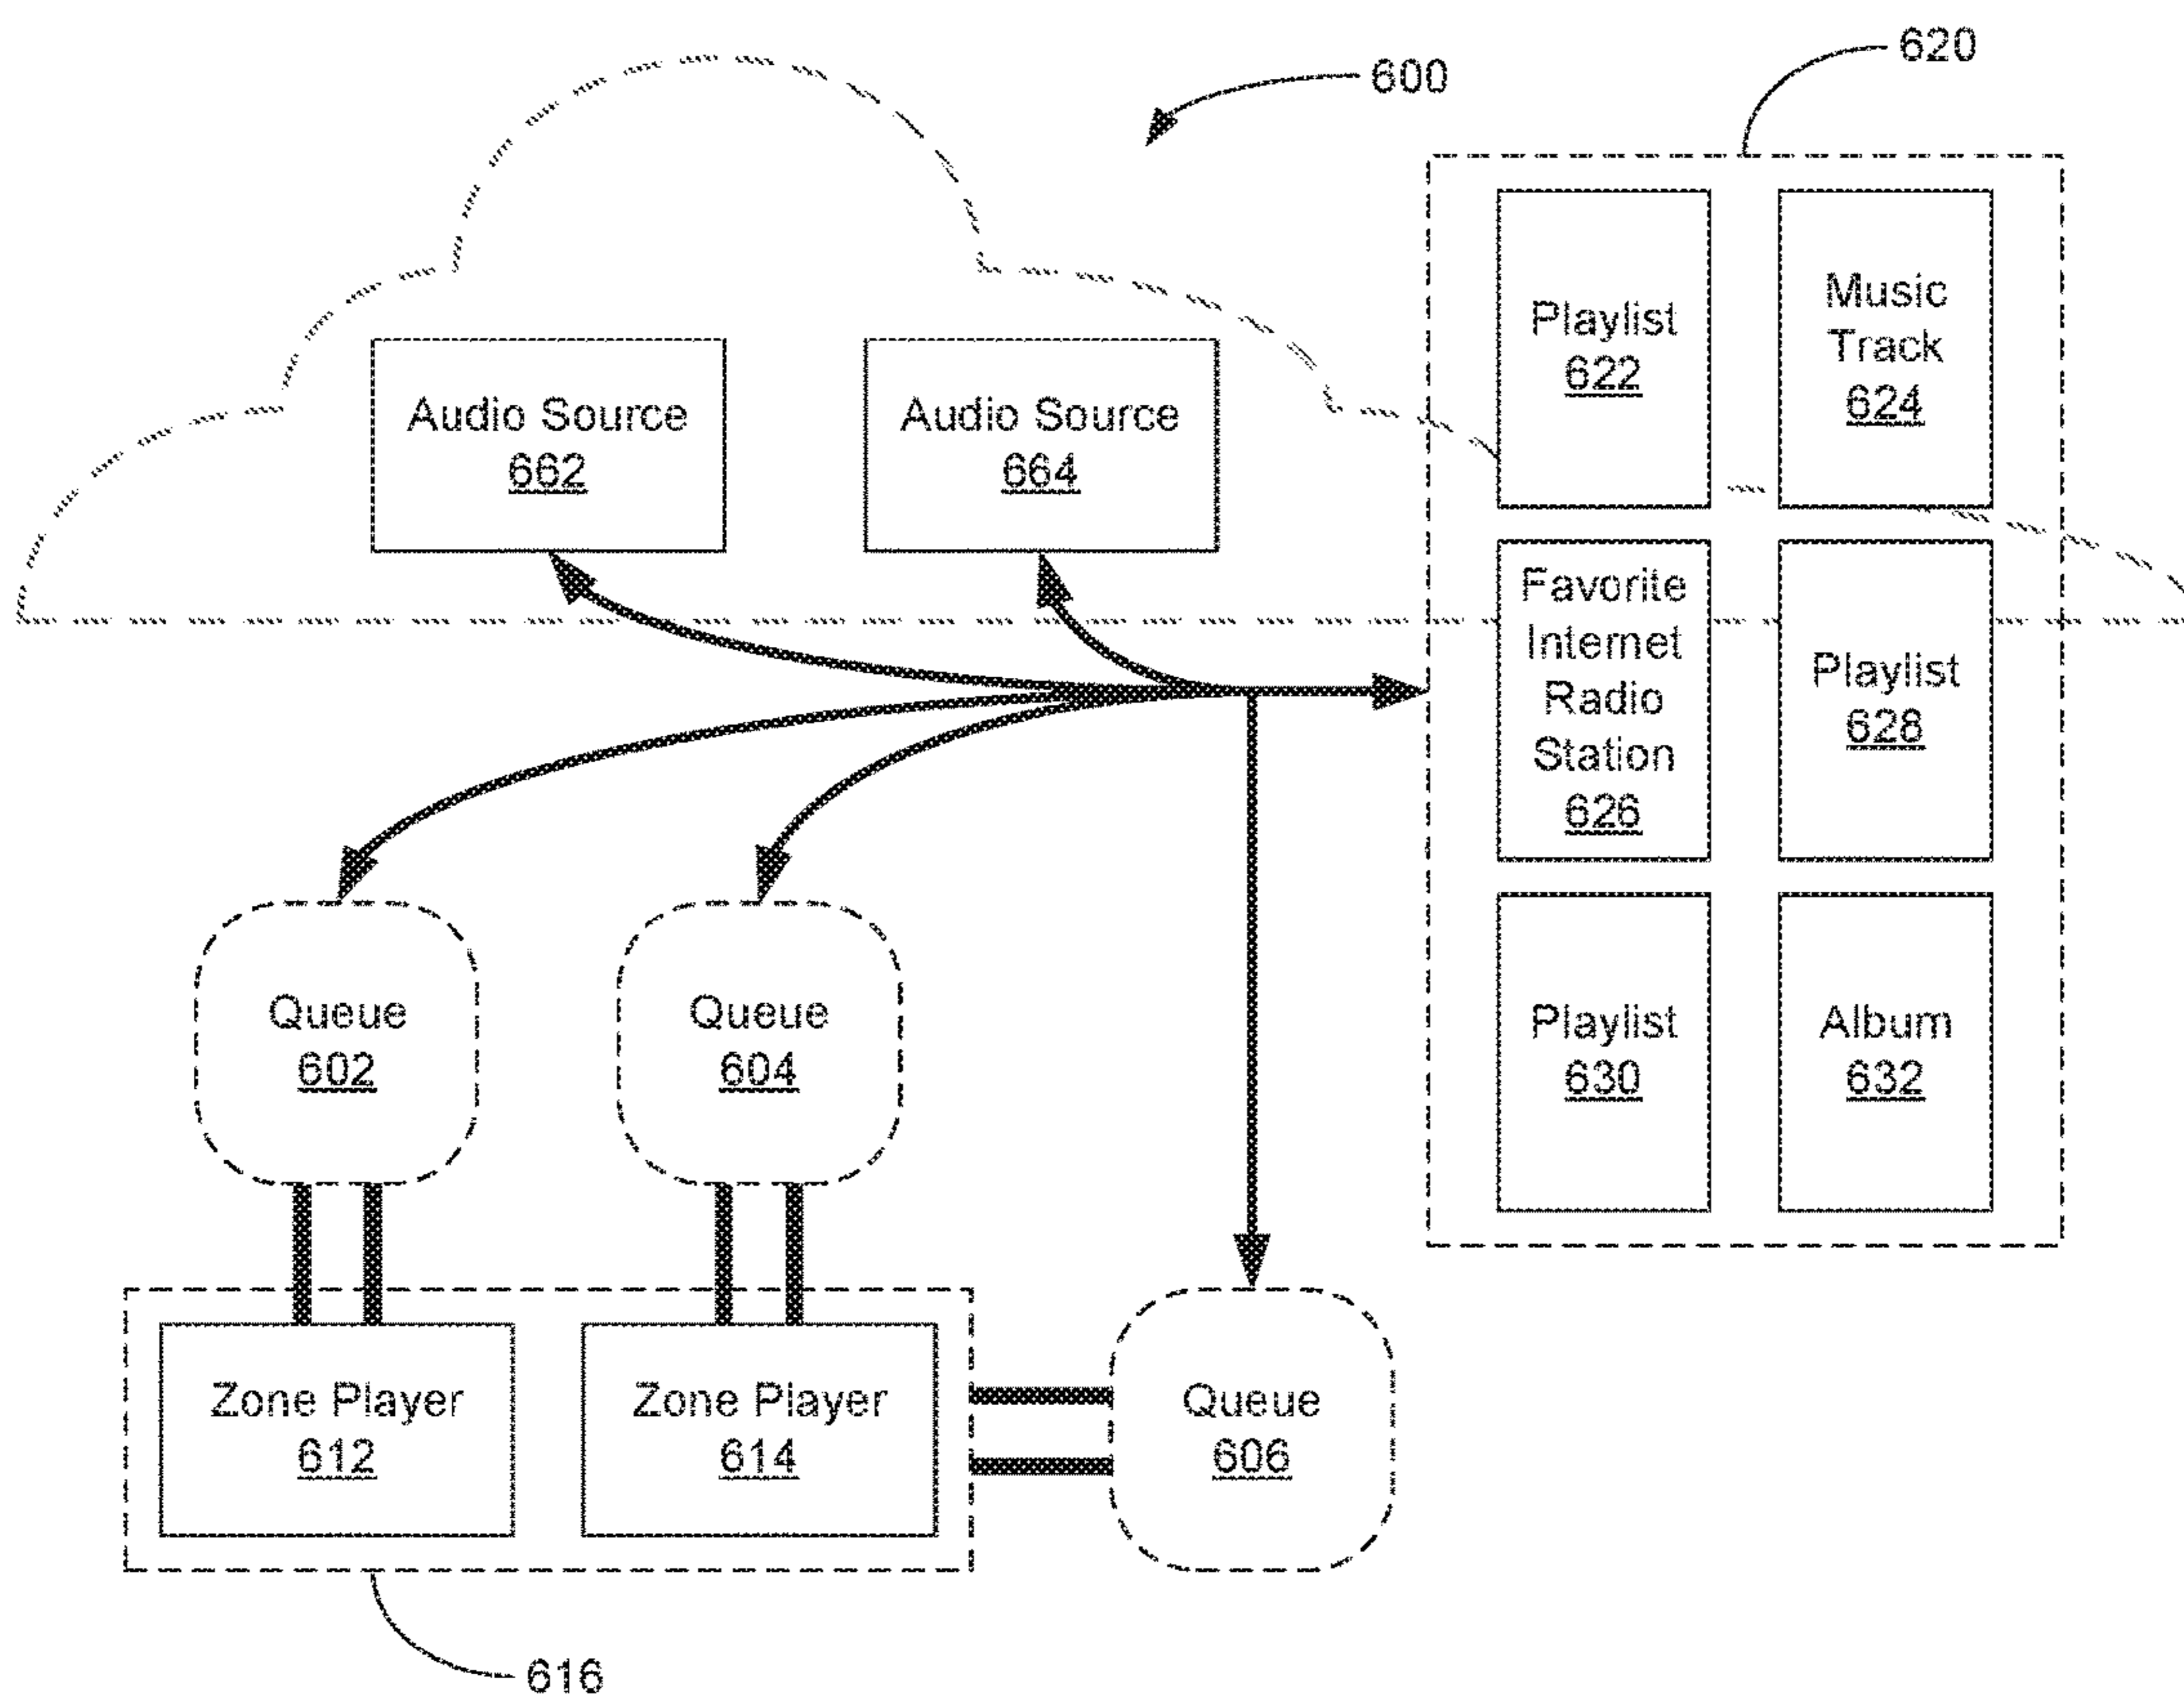 600
620
Playlist
622
Music
Track
624
Audio Source
662
Audio Source
664
Favorite
Internet
Radio
Station
626
Playlist
628
Queue
602
Queue
604
Playlist
630
Album
632
Zone Player
612
Zone Player
614
Queue
606
616